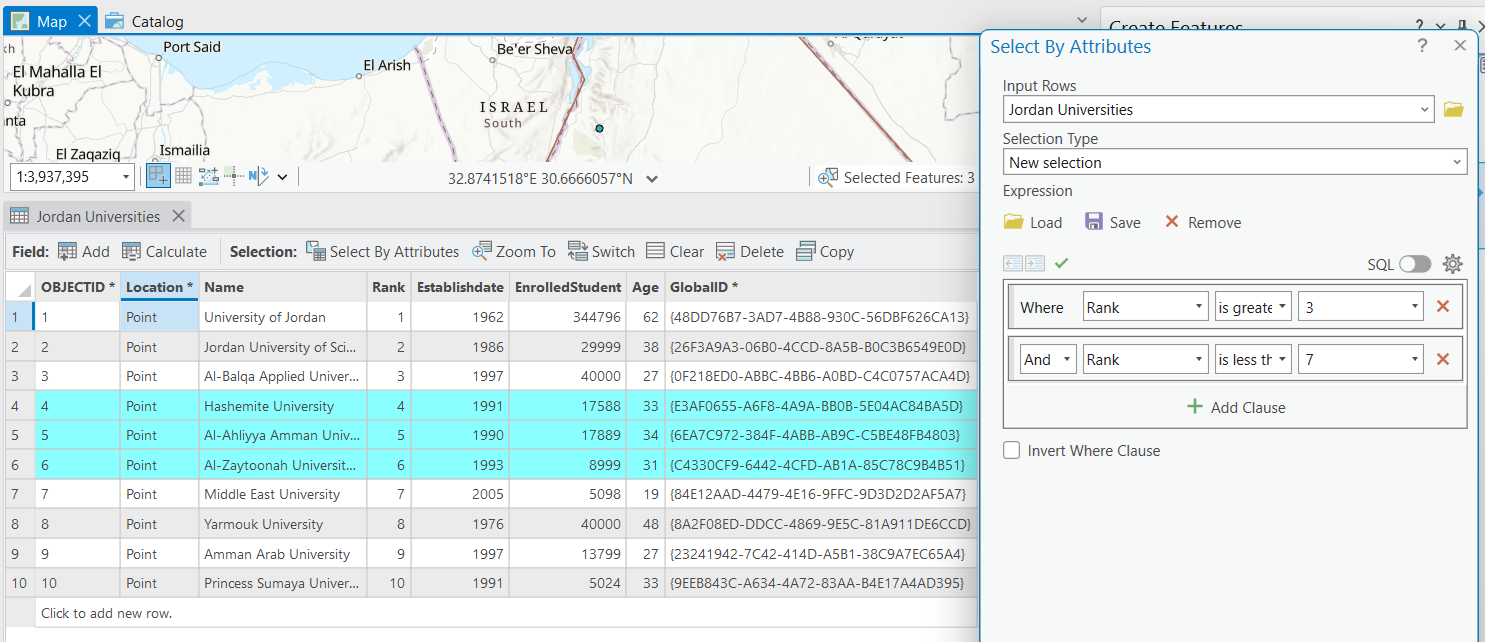 Map
Catalog
Create Features
Port Said
Be'er Sheva
El Arish
El Mahalla El
Kubra
nta
ISRAEL
South
Ismailia
El Zaqaziq
1:3,937,395
32.8741518°E 30.6666057°N
Selected Features: 3
Jordan Universities
Field: Add Calculate Selection: Select By Attributes Zoom To Switch Clear Delete Copy
OBJECTID * Location * Name Rank Establishdate EnrolledStudent Age GlobalID *
1 1 Point University of Jordan 1 1962 344796 62 {48DD76B7-3AD7-4B88-930C-56DBF626CA13}
2 2 Point Jordan University of Sci... 2 1986 29999 38 {26F3A9A3-06B0-4CCD-8A5B-B0C3B6549E0D}
3 3 Point Al-Balqa Applied Univer... 3 1997 40000 27 {0F218ED0-ABBC-4BB6-A0BD-C4C0757ACA4D}
4 4 Point Hashemite University 4 1991 17588 33 {E3AF0655-A6F8-4A9A-BB0B-5E04AC84BA5D}
5 5 Point Al-Ahliyya Amman Univ... 5 1990 17889 34 {6EA7C972-384F-4ABB-AB9C-C5BE48FB4803}
6 6 Point Al-Zaytoonah Universit... 6 1993 8999 31 {C4330CF9-6442-4CFD-AB1A-85C78C9B4B51}
7 7 Point Middle East University 7 2005 5098 19 {84E12AAD-4479-4E16-9FFC-9D3D2D2AF5A7}
8 8 Point Yarmouk University 8 1976 40000 48 {8A2F08ED-DDCC-4869-9E5C-81A911DE6CCD}
9 9 Point Amman Arab University 9 1997 13799 27 {23241942-7C42-414D-A5B1-38C9A7EC65A4}
10 10 Point Princess Sumaya Univer... 10 1991 5024 33 {9EEB843C-A634-4A72-83AA-B4E17A4AD395}
Click to add new row.
Select By Attributes
Input Rows
Jordan Universities
Selection Type
New selection
Expression
Load Save Remove
SQL
Where Rank is greate 3
And Rank is less th 7
Add Clause
Invert Where Clause